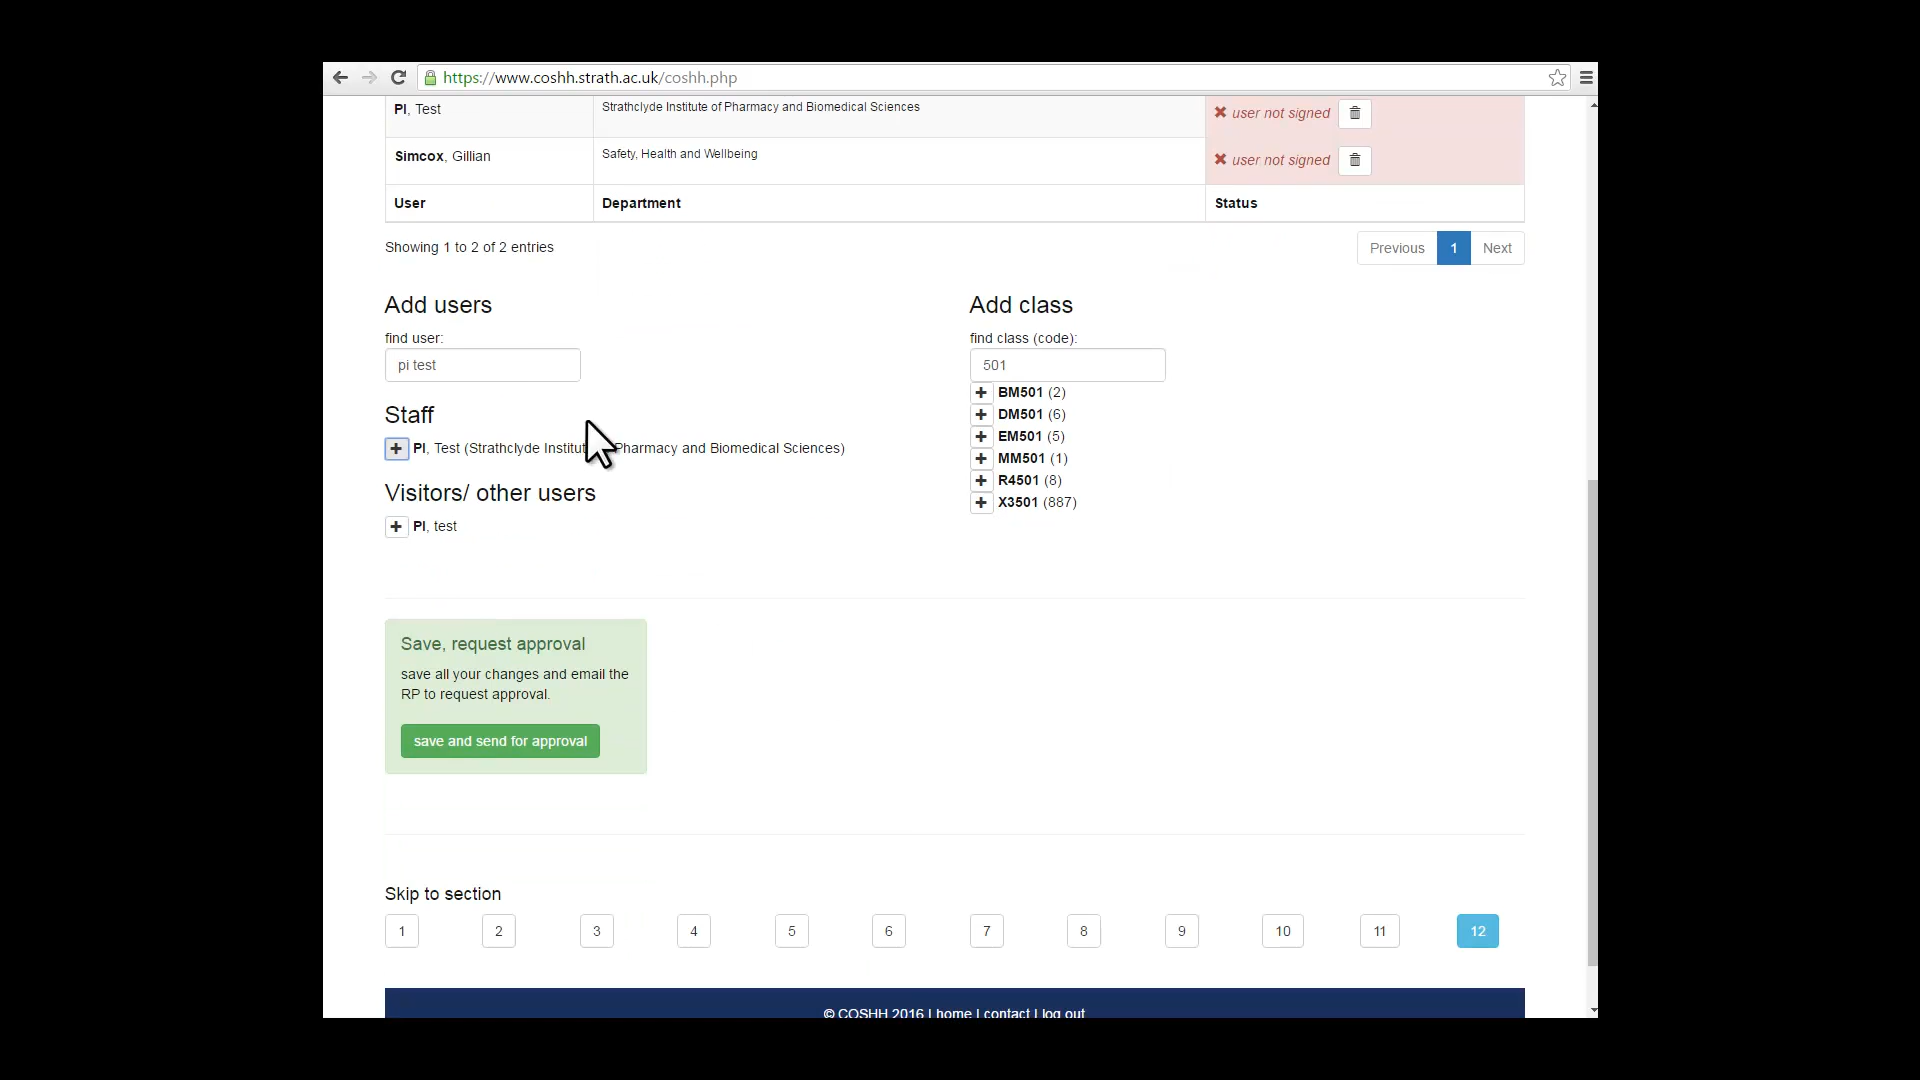 https://www.coshh.strath.ac.uk/coshh.php
PI, Test Strathclyde Institute of Pharmacy and Biomedical Sciences user not signed
Simcox, Gillian Safety, Health and Wellbeing user not signed
User Department Status
Showing 1 to 2 of 2 entries Previous 1 Next
Add users Add class
find user: find class (code):
pi test 501
BM501 (2)
DM501 (6)
Staff
EM501 (5)
PI, Test (Strathclyde Institut Pharmacy and Biomedical Sciences)
MM501 (1)
R4501 (8)
Visitors/ other users
X3501 (887)
PI, test
Save, request approval
save all your changes and email the
RP to request approval.
save and send for approval
Skip to section
1 2 3 4 5 6 7 8 9 10 11 12
© COSHH 2016 | home | contact | log out